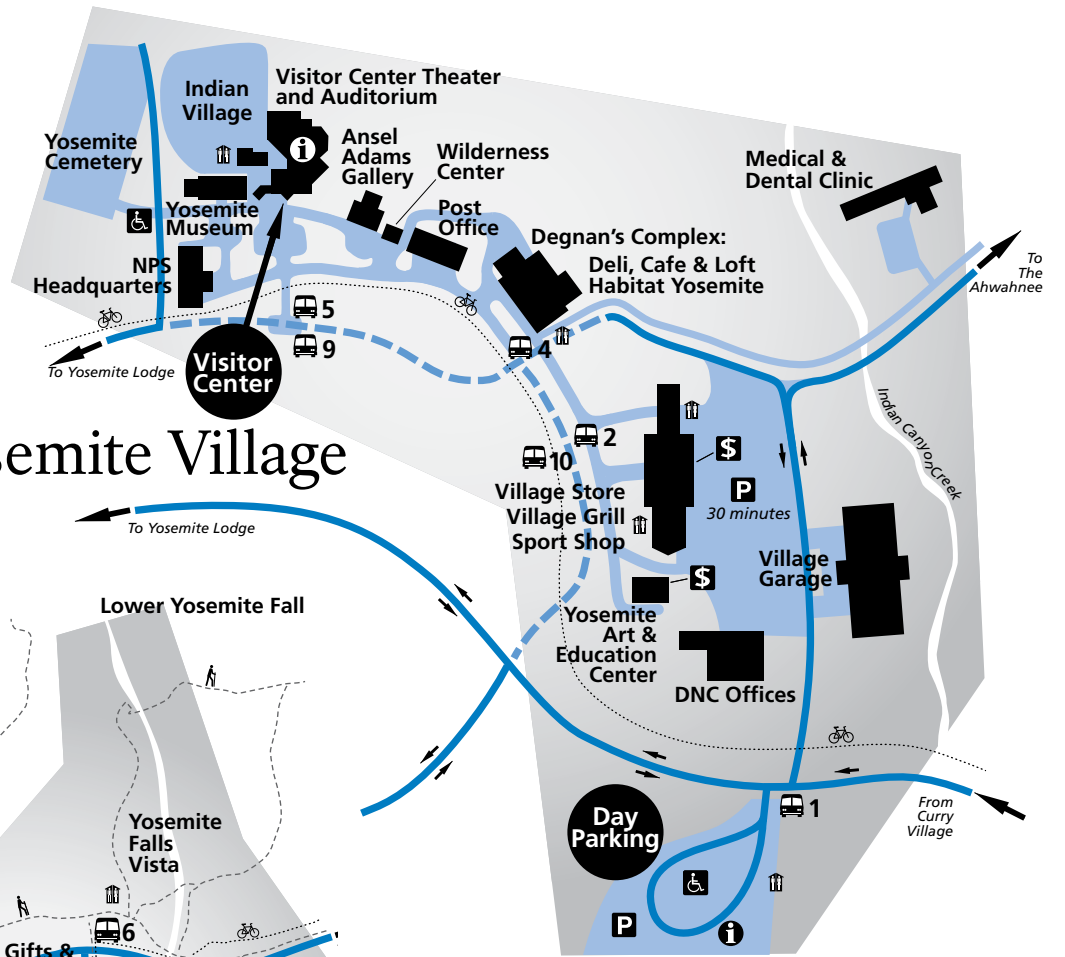 Visitor Center Theater
and Auditorium
Indian
Village
Yosemite
Cemetery
i
Ansel
Adams
Gallery
Wilderness
Center
Medical &
Dental Clinic
Yosemite
Museum
Post
Office
Degnan's Complex:
Deli, Cafe & Loft
Habitat Yosemite
NPS
Headquarters
To
The
Ahwahnee
5
9
4
To Yosemite Lodge
Visitor
Center
Indian Canyon Creek
2
10
$
P
30 minutes
emite Village
Village Store
Village Grill
Sport Shop
To Yosemite Lodge
Village
Garage
$
Lower Yosemite Fall
Yosemite
Art &
Education
Center
DNC Offices
1
From
Curry
Village
Day
Parking
Yosemite
Falls
Vista
P
i
6
Gifts &